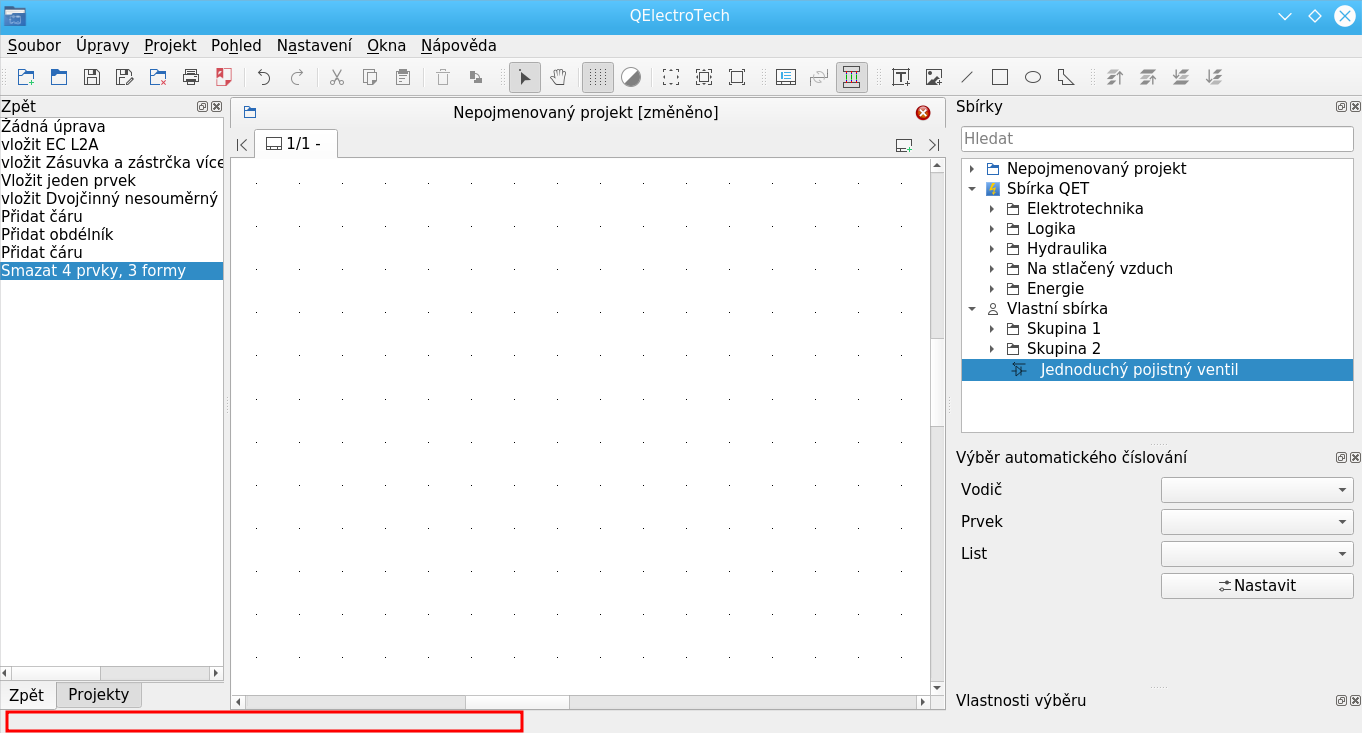 QElectroTech
Soubor Úpravy Projekt Pohled Nastavení Okna Nápověda
Zpět
Žádná úprava
vložit EC L2A
vložit Zásuvka a zástrčka více
Vložit jeden prvek
vložit Dvojčinný nesouměrný
Přidat čáru
Přidat obdélník
Přidat čáru
Smazat 4 prvky, 3 formy
Zpět Projekty
Nepojmenovaný projekt [změněno]
1/1 -
Sbírky
Hledat
Nepojmenovaný projekt
Sbírka QET
Elektrotechnika
Logika
Hydraulika
Na stlačený vzduch
Energie
Vlastní sbírka
Skupina 1
Skupina 2
Jednoduchý pojistný ventil
Výběr automatického číslování
Vodič
Prvek
List
Nastavit
Vlastnosti výběru